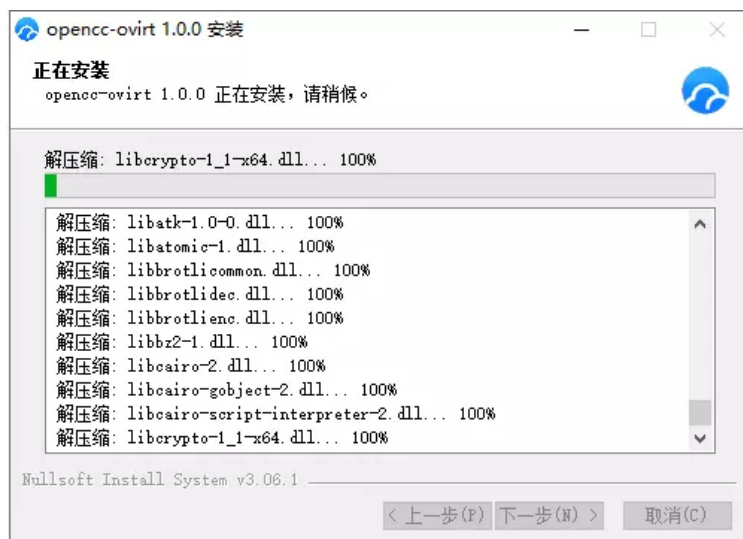 opencc-ovirt 1.0.0 安装
正在安装
opencc-ovirt 1.0.0 正在安装，请稍候。
解压缩: libcrypto-1_1-x64.dll... 100%
解压缩: libatk-1.0-0.dll... 100%
解压缩: libatomic-1.dll... 100%
解压缩: libbrotlicommon.dll... 100%
解压缩: libbrotlidec.dll... 100%
解压缩: libbrotlienc.dll... 100%
解压缩: libbz2-1.dll... 100%
解压缩: libcairo-2.dll... 100%
解压缩: libcairo-gobject-2.dll... 100%
解压缩: libcairo-script-interpreter-2.dll... 100%
解压缩: libcrypto-1_1-x64.dll... 100%
Nullsoft Install System v3.06.1
< 上一步(P) 下一步(N) > 取消(C)